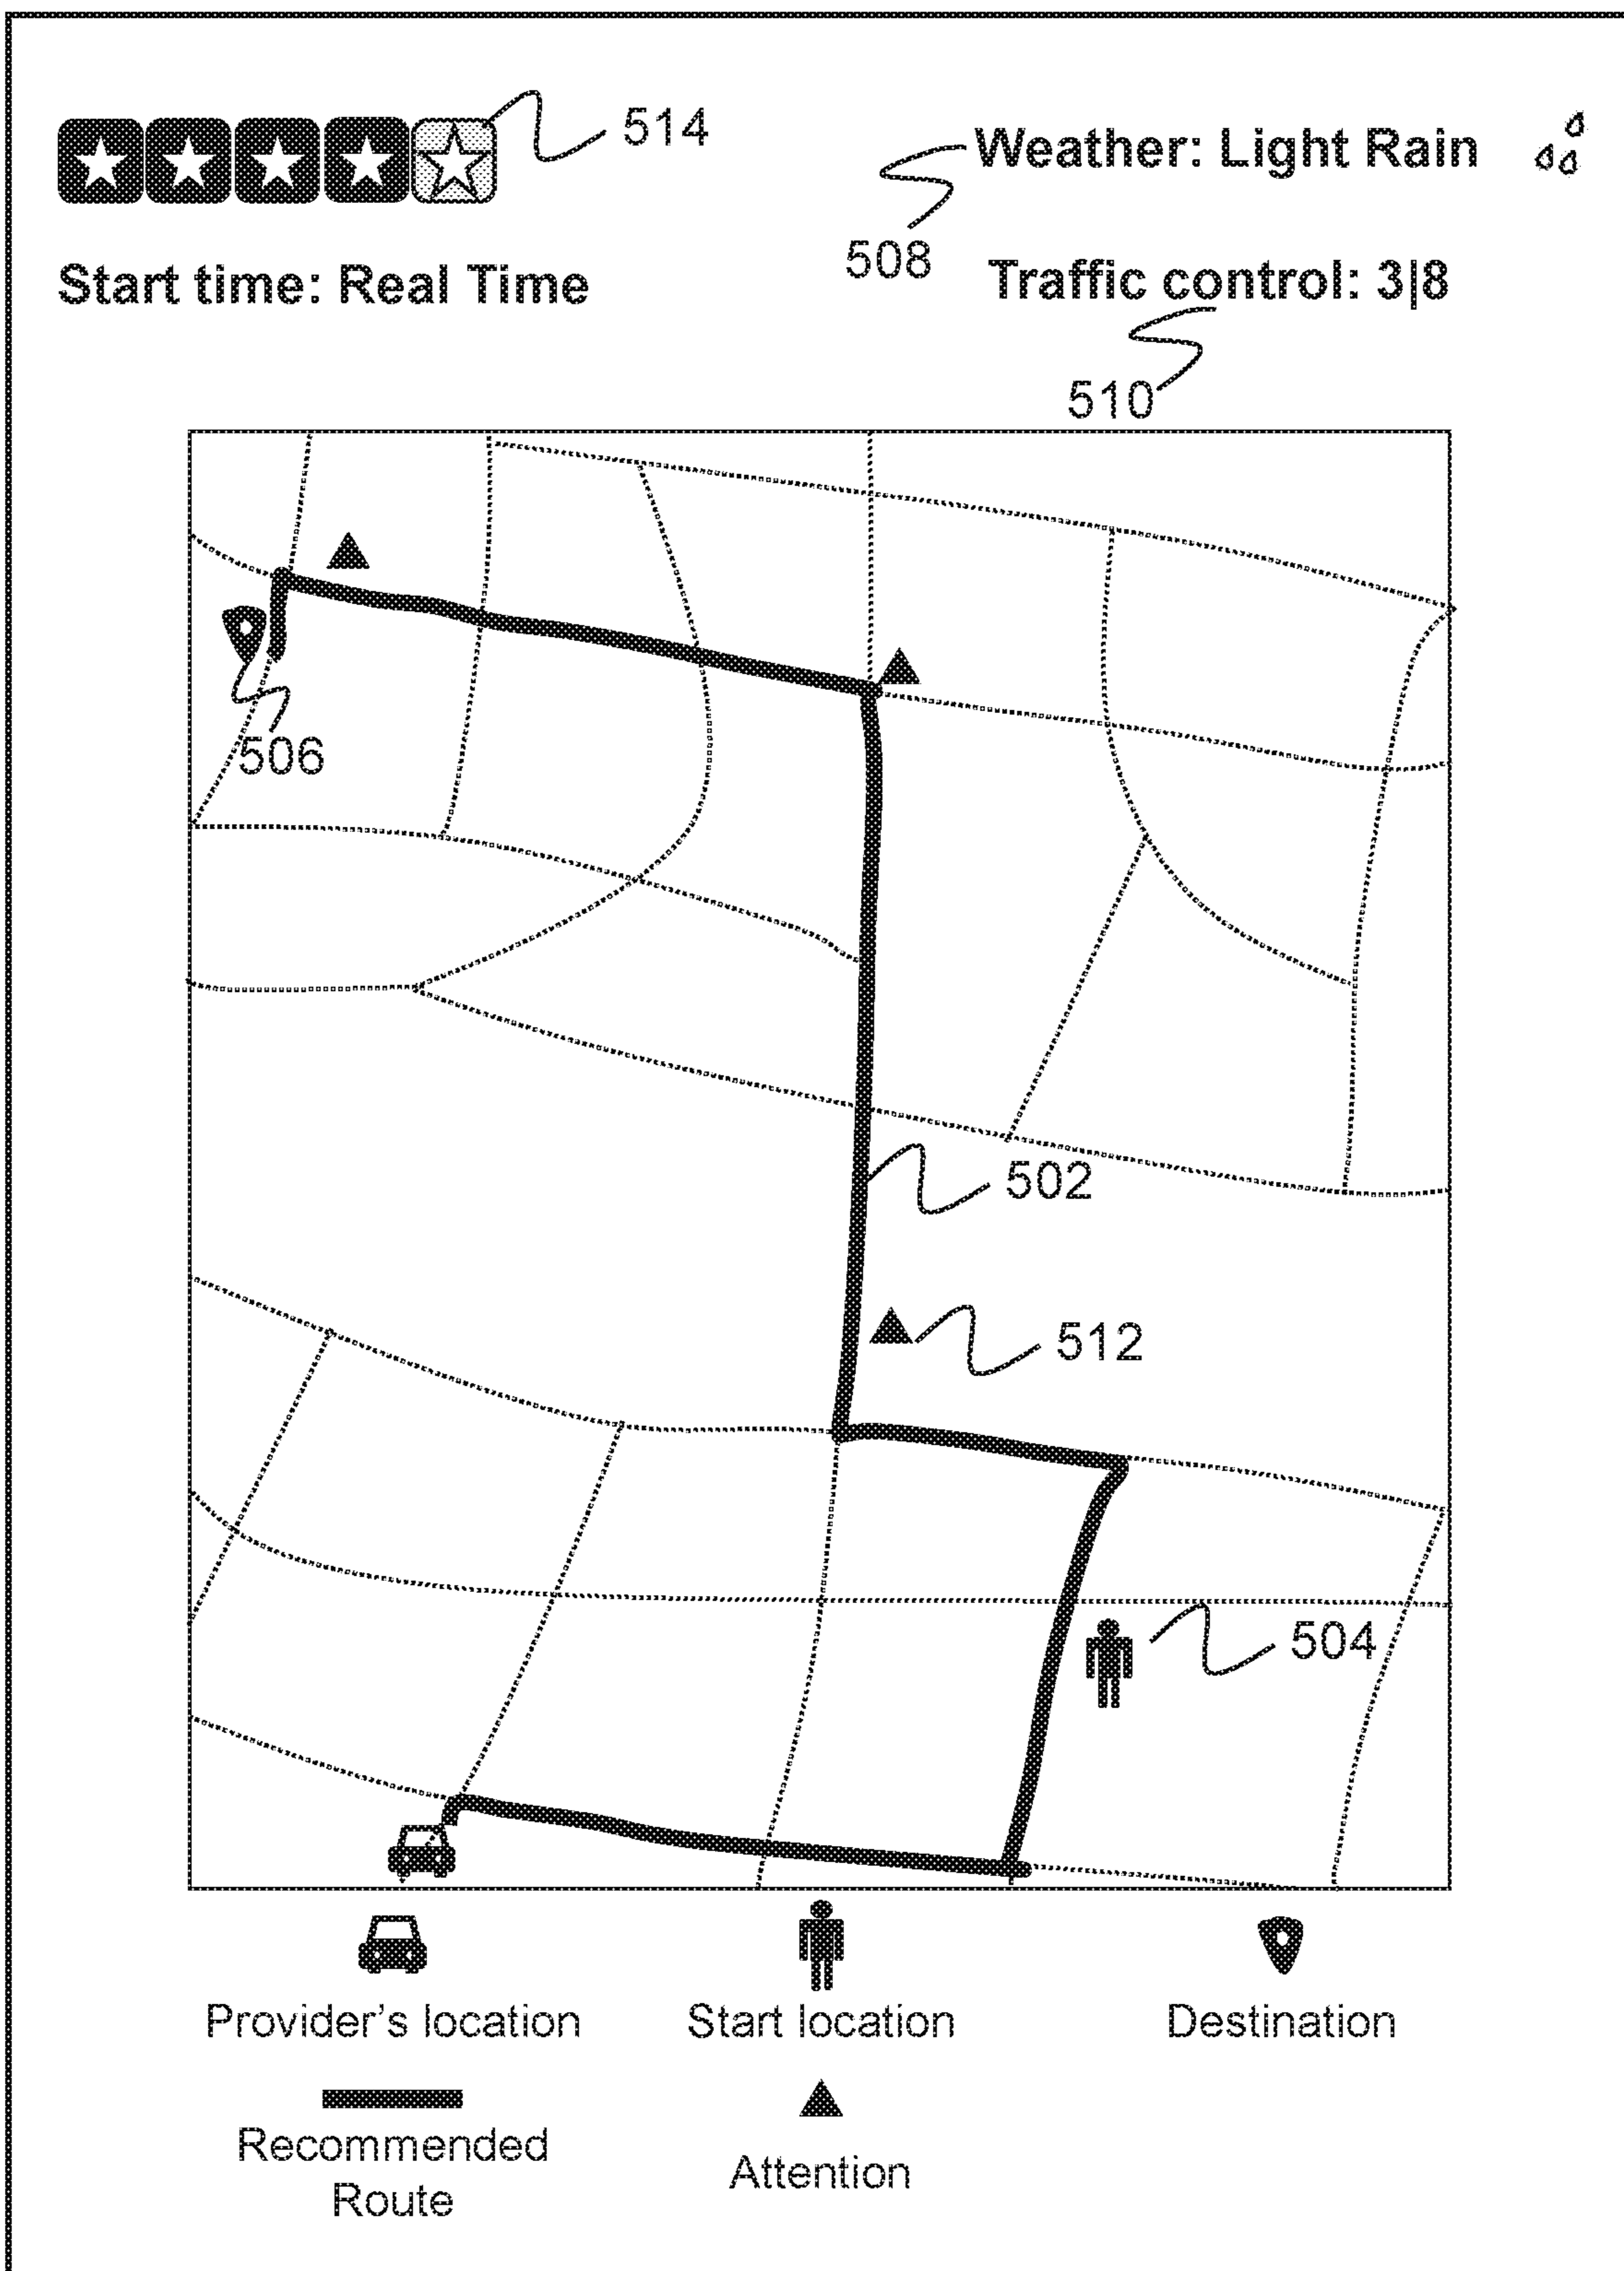 514
Weather: Light Rain
508
Start time: Real Time
Traffic control: 3|8
510
506
502
512
504
Provider's location
Start location
Destination
Recommended
Route
Attention